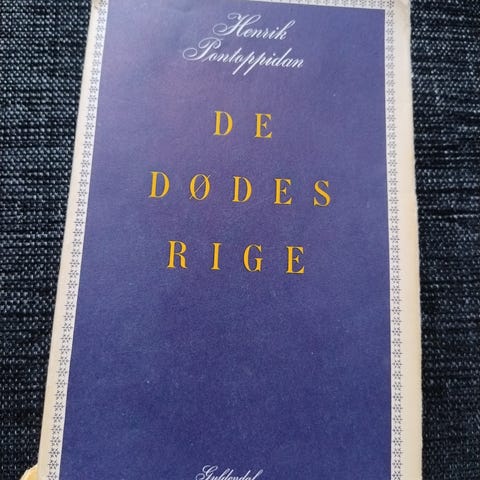 Henrik
Pontoppidan
DE
DØDES
RIGE
Gyldendal